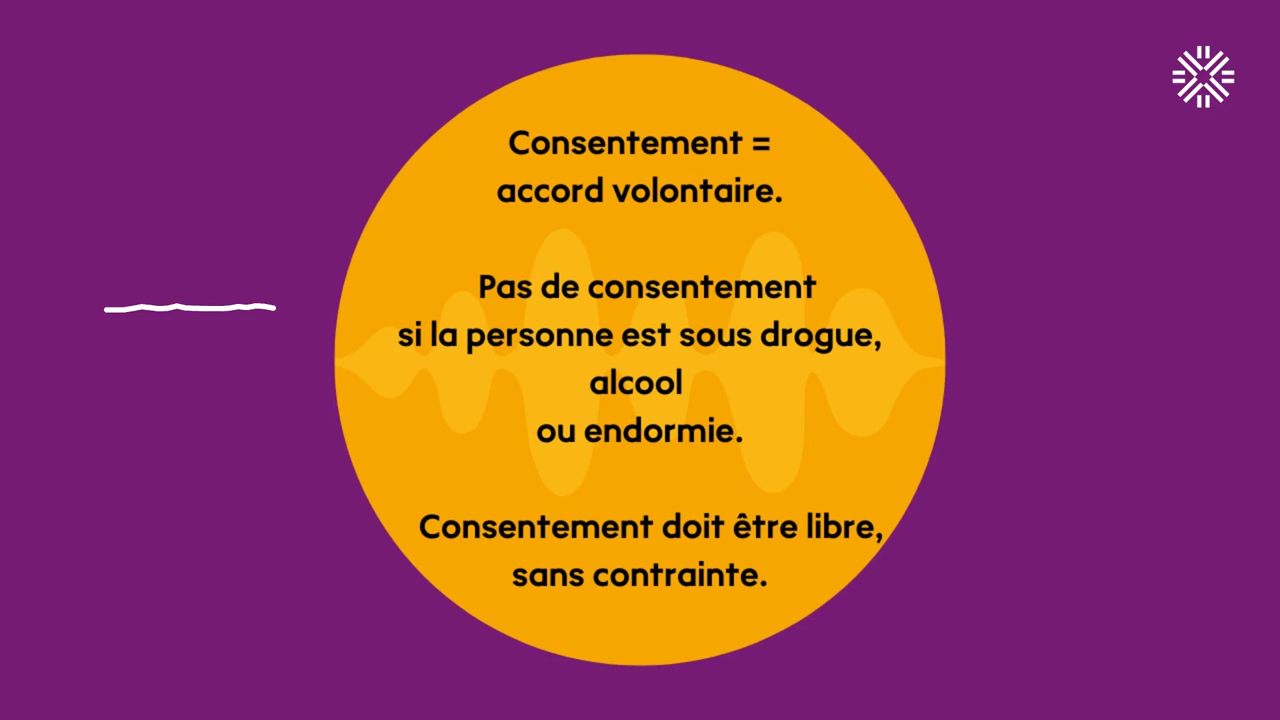 Consentement =
accord volontaire.
Pas de consentement
si la personne est sous drogue,
alcool
ou endormie.
Consentement doit être libre,
sans contrainte.